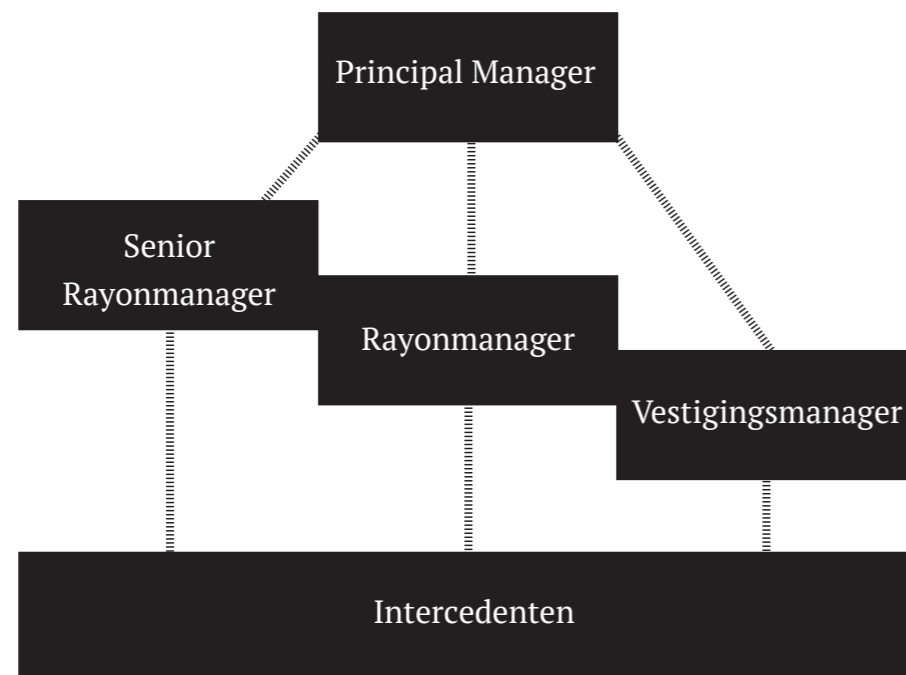 Principal Manager
Senior
Rayonmanager
Rayonmanager
Vestigingsmanager
Intercedenten